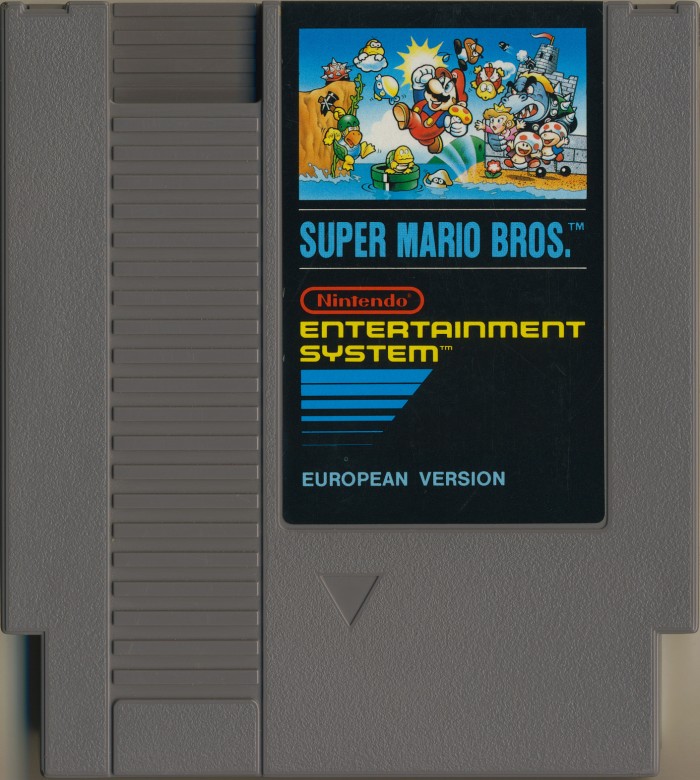 SUPER MARIO BROS.™
Nintendo®
ENTERTAINMENT
SYSTEM™
EUROPEAN VERSION